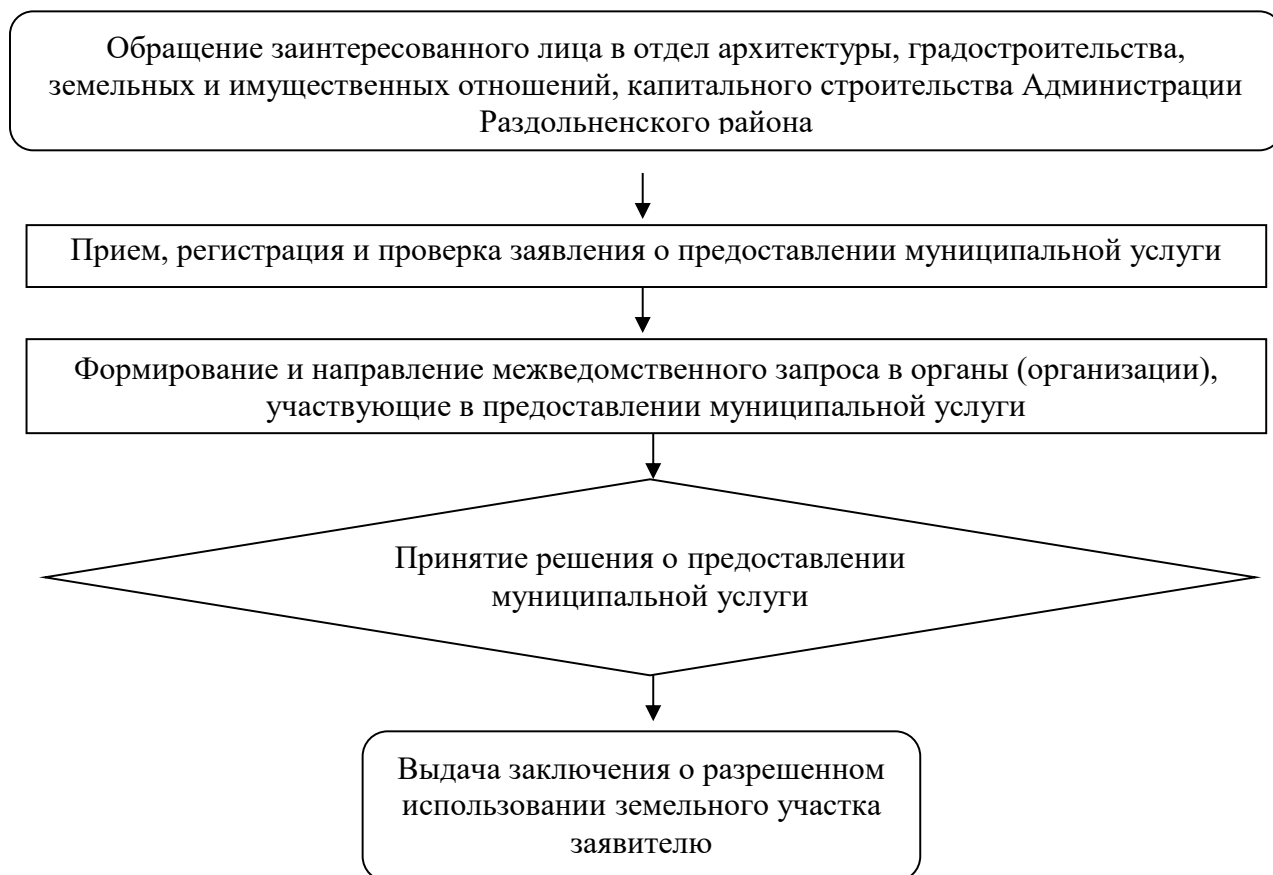 Обращение заинтересованного лица в отдел архитектуры, градостроительства,
земельных и имущественных отношений, капитального строительства Администрации
Раздольненского района
Прием, регистрация и проверка заявления о предоставлении муниципальной услуги
Формирование и направление межведомственного запроса в органы (организации),
участвующие в предоставлении муниципальной услуги
Принятие решения о предоставлении
муниципальной услуги
Выдача заключения о разрешенном
использовании земельного участка
заявителю